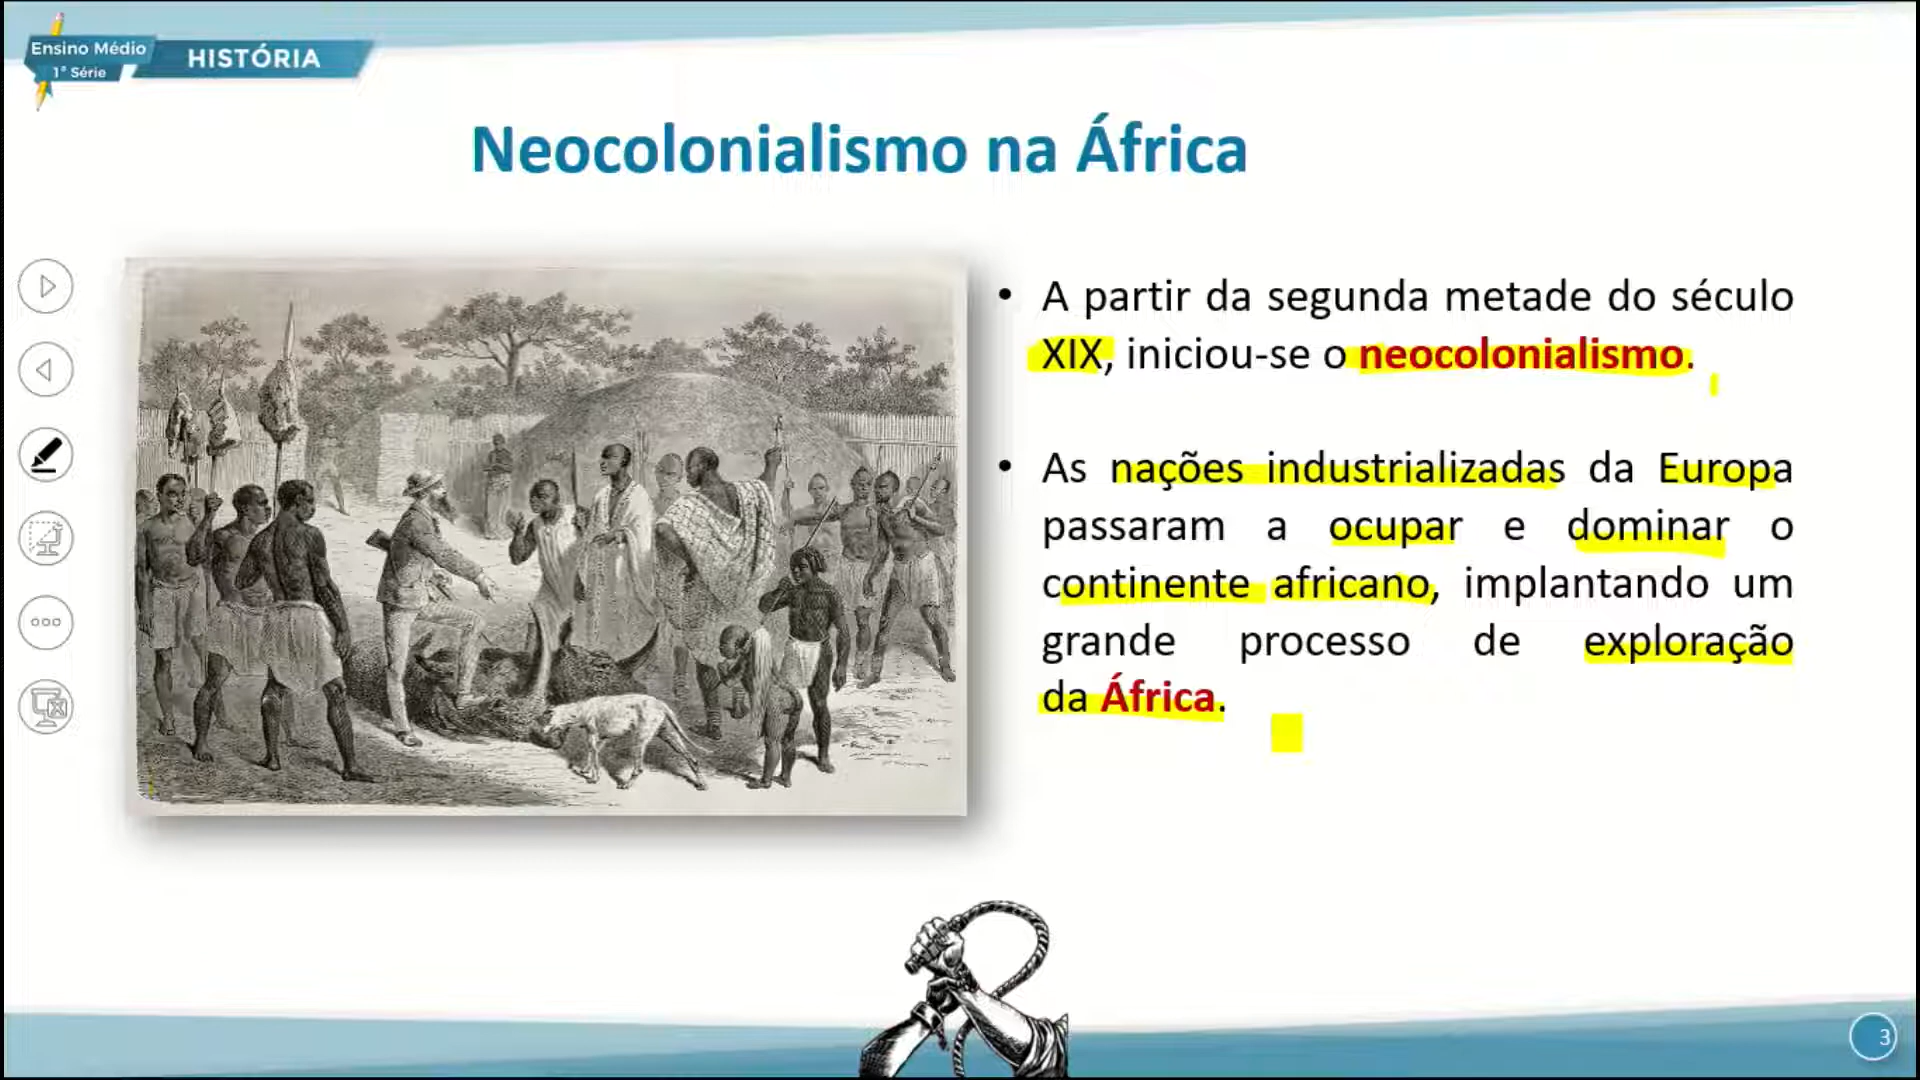 Ensino Médio
1ª Série
HISTÓRIA
Neocolonialismo na África
• A partir da segunda metade do século
XIX, iniciou-se o neocolonialismo.
• As nações industrializadas da Europa
passaram a ocupar e dominar o
continente africano, implantando um
grande processo de exploração
da África.
3